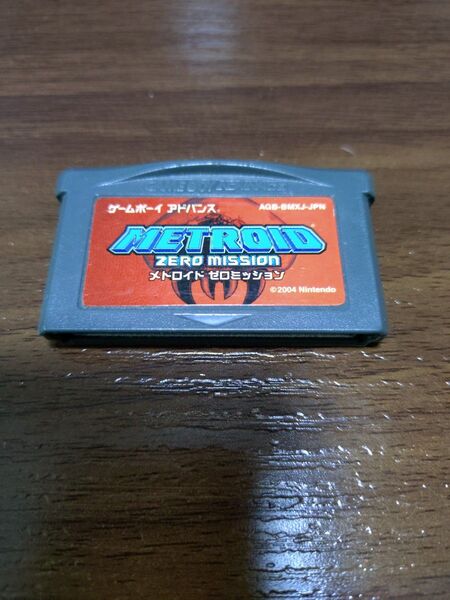 ゲームボーイ アドバンス AGB-BMXJ-JPN
METROID
ZERO MISSION
メトロイド ゼロミッション
©2004 Nintendo